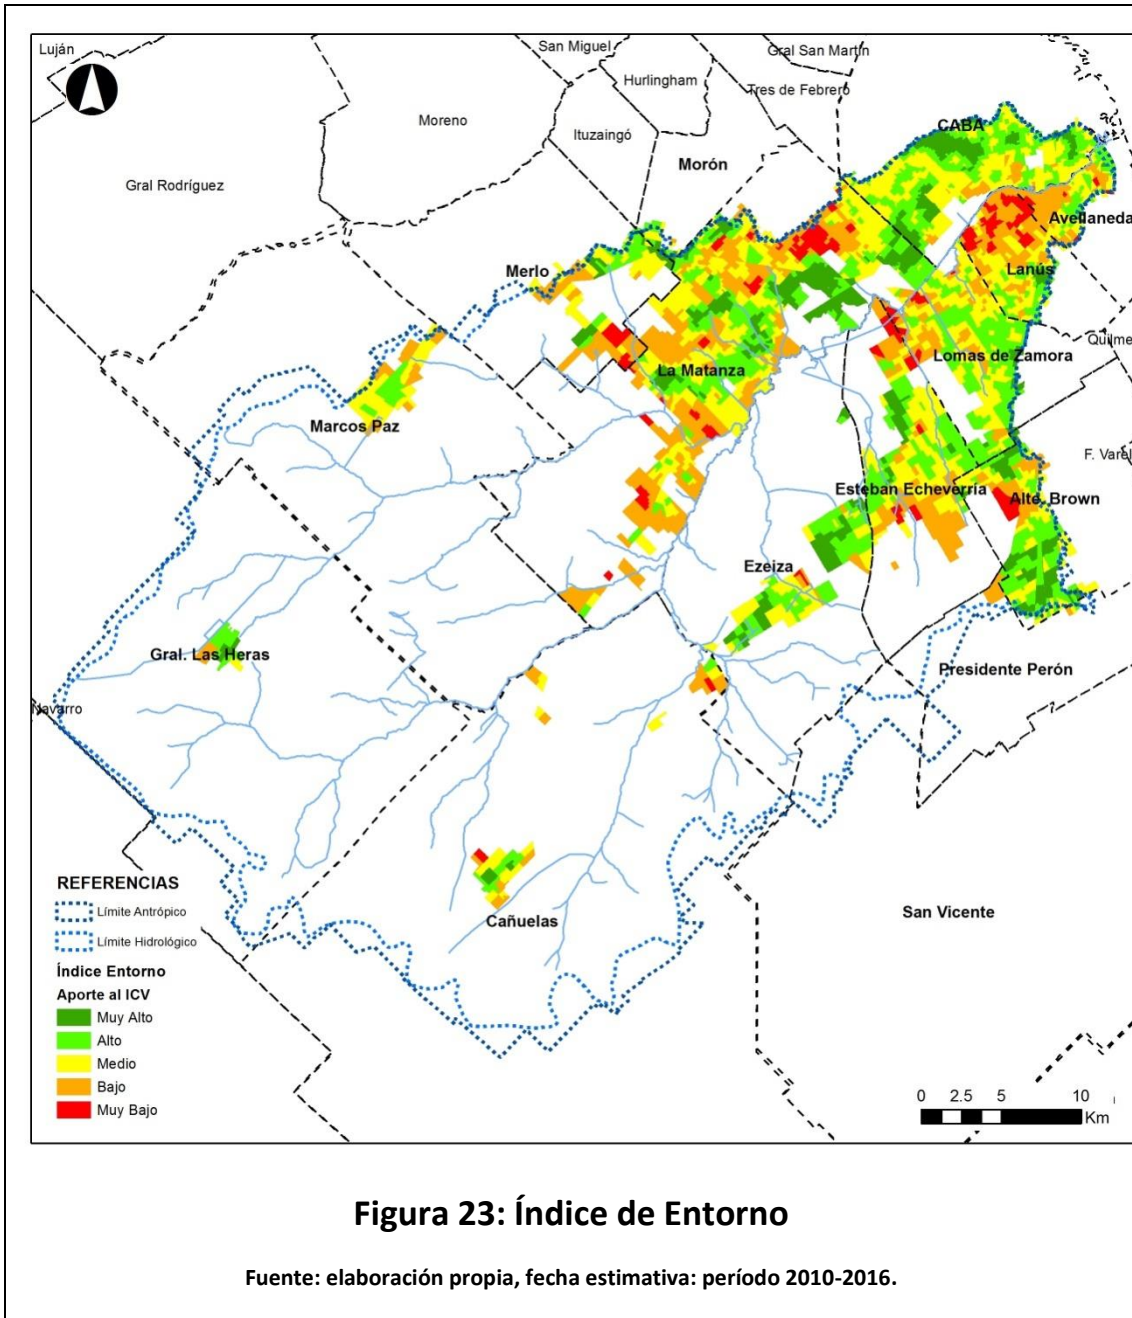 Luján
San Miguel
Gral San Martín
Hurlingham
Tres de Febrero
Moreno
Ituzaingó
CABA
Morón
Gral Rodríguez
Avellaneda
Lanús
Merlo
Quilme
Lomas de Zamora
La Matanza
Marcos Paz
F. Varel
Esteban Echeverría
Alte. Brown
Ezeiza
Gral. Las Heras
Presidente Perón
Navarro
Cañuelas
San Vicente
REFERENCIAS
Límite Antrópico
Límite Hidrológico
Índice Entorno
Aporte al ICV
Muy Alto
Alto
Medio
Bajo
Muy Bajo
0 2.5 5 10
Km
Figura 23: Índice de Entorno
Fuente: elaboración propia, fecha estimativa: período 2010-2016.